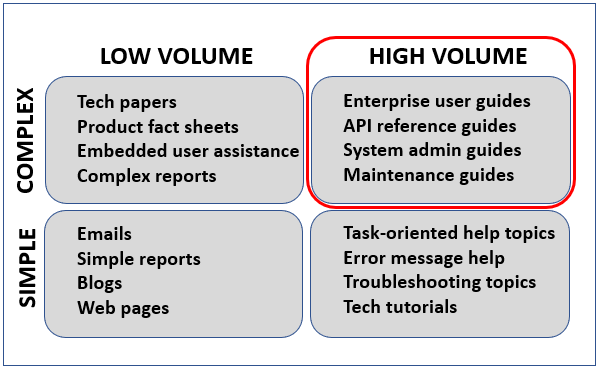 LOW VOLUME
HIGH VOLUME
COMPLEX
Tech papers
Product fact sheets
Embedded user assistance
Complex reports
Enterprise user guides
API reference guides
System admin guides
Maintenance guides
SIMPLE
Emails
Simple reports
Blogs
Web pages
Task-oriented help topics
Error message help
Troubleshooting topics
Tech tutorials